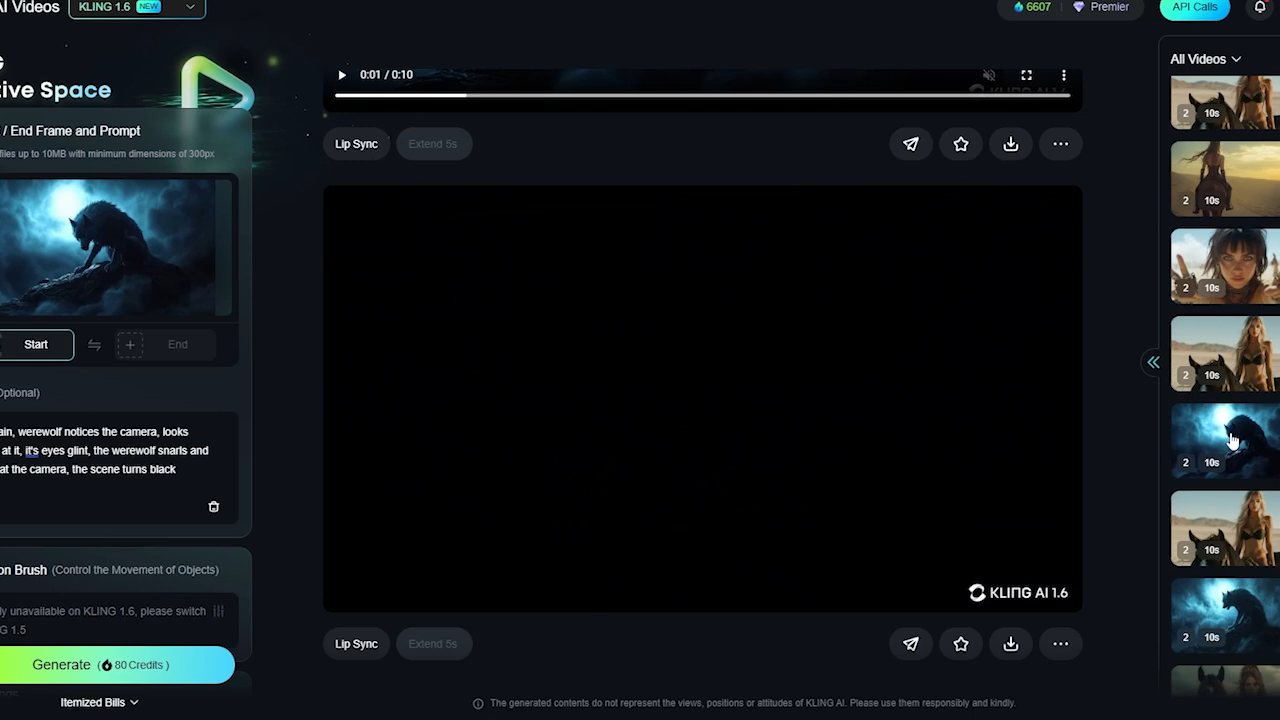 AI Videos
KLING 1.6 NEW
6607
Premier
API Calls
G
tive Space
/ End Frame and Prompt
files up to 10MB with minimum dimensions of 300px
Start
End
Optional)
ain, werewolf notices the camera, looks
at it, it's eyes glint, the werewolf snarls and
at the camera, the scene turns black
on Brush (Control the Movement of Objects)
ly unavailable on KLING 1.6, please switch
G 1.5
Generate ( 80 Credits )
Itemized Bills
0:01 / 0:10
KLING AI 1.6
Lip Sync
Extend 5s
KLING AI 1.6
Lip Sync
Extend 5s
The generated contents do not represent the views, positions or attitudes of KLING AI. Please use them responsibly and kindly.
All Videos
2 10s
2 10s
2 10s
2 10s
2 10s
2 10s
2 10s